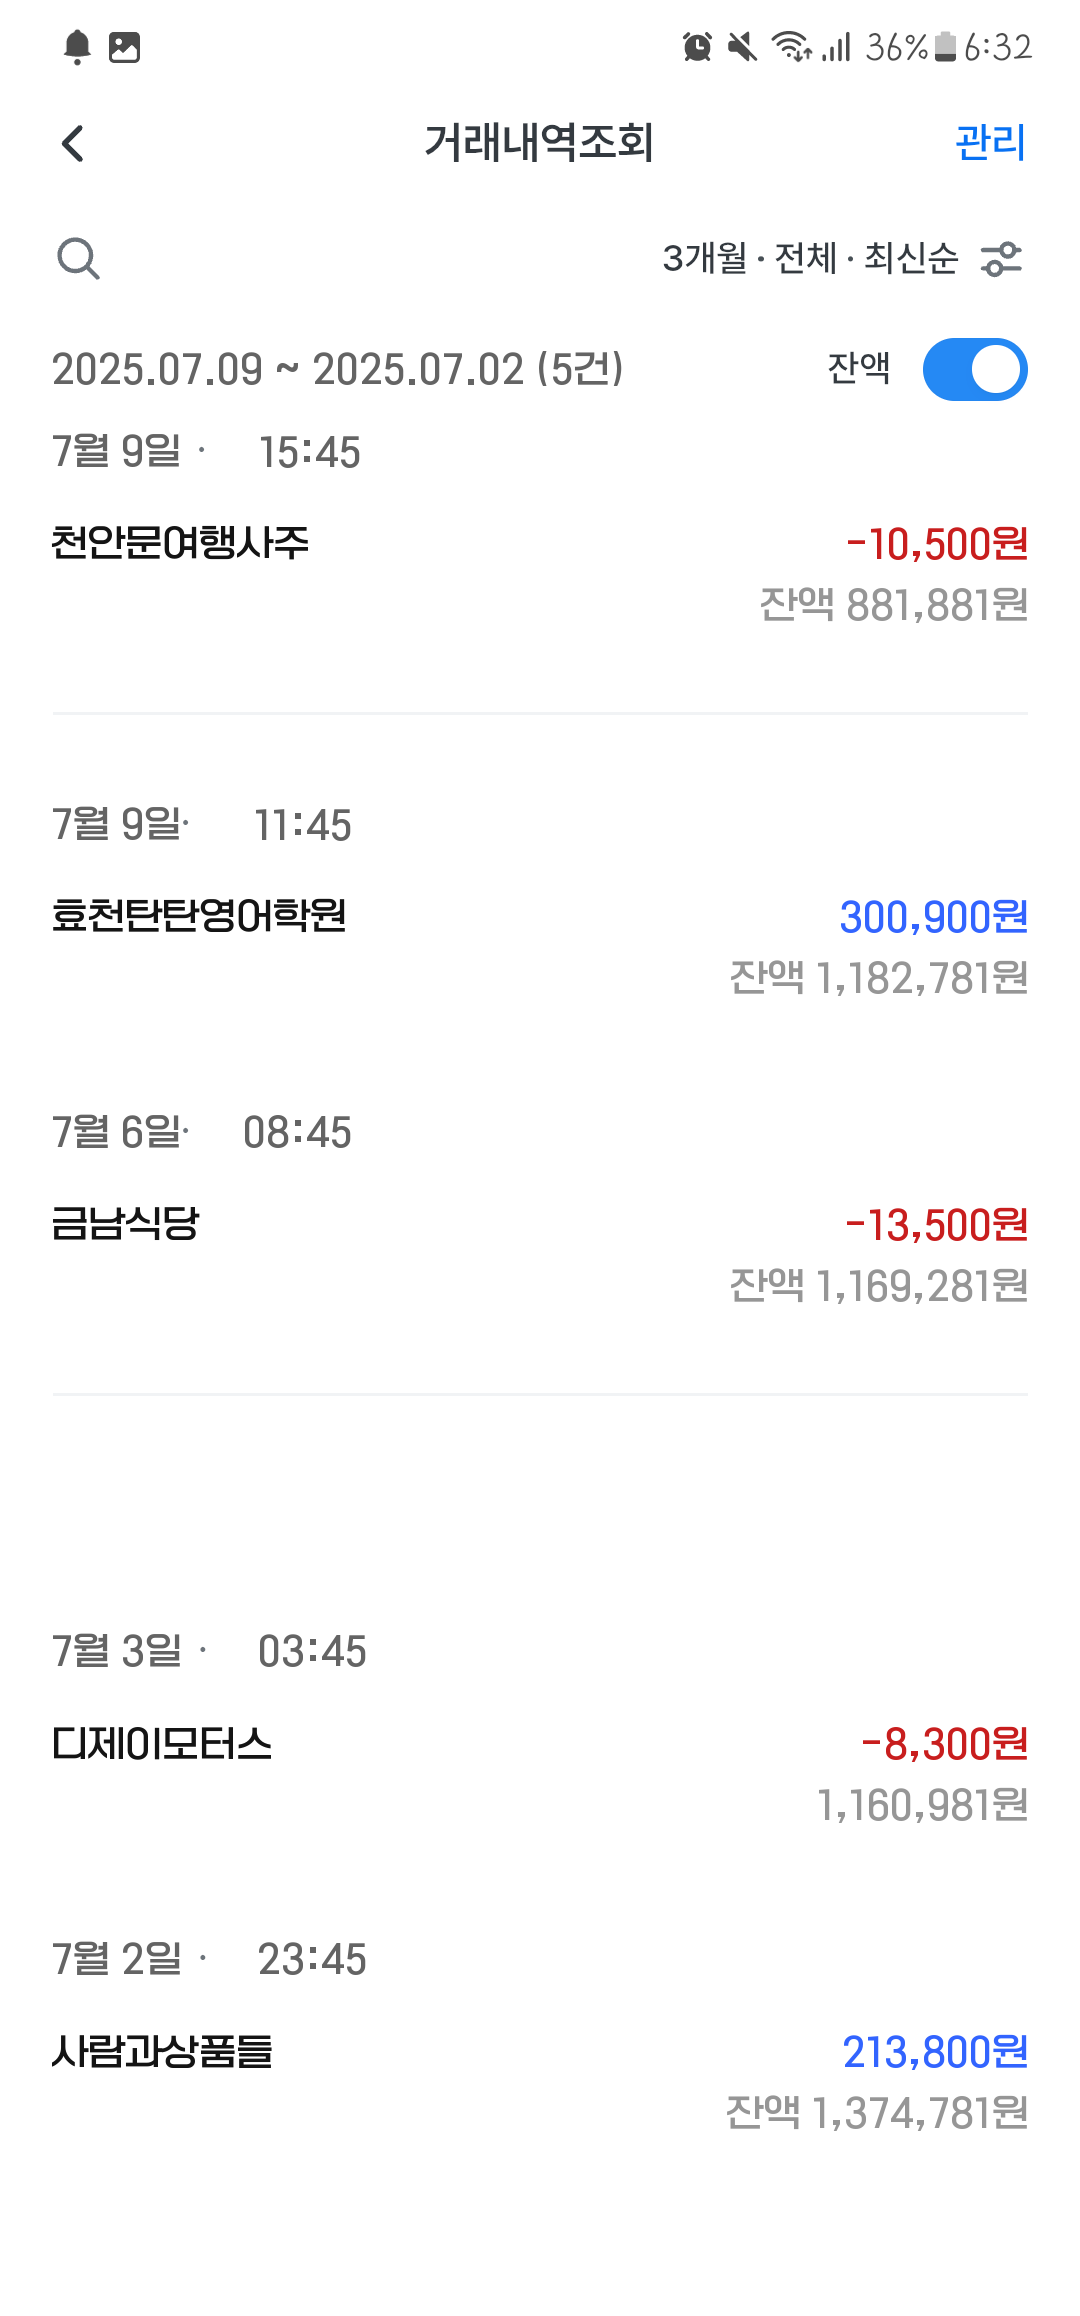 36% 6:32
거래내역조회 관리
3개월 · 전체 · 최신순
2025.07.09 ~ 2025.07.02 (5건) 잔액
7월 9일 · 15:45
천안문여행사주 -10,500원
잔액 881,881원
7월 9일· 11:45
효천탄탄영어학원 300,900원
잔액 1,182,781원
7월 6일· 08:45
금남식당 -13,500원
잔액 1,169,281원
7월 3일 · 03:45
디제이모터스 -8,300원
1,160,981원
7월 2일 · 23:45
사람과상품들 213,800원
잔액 1,374,781원